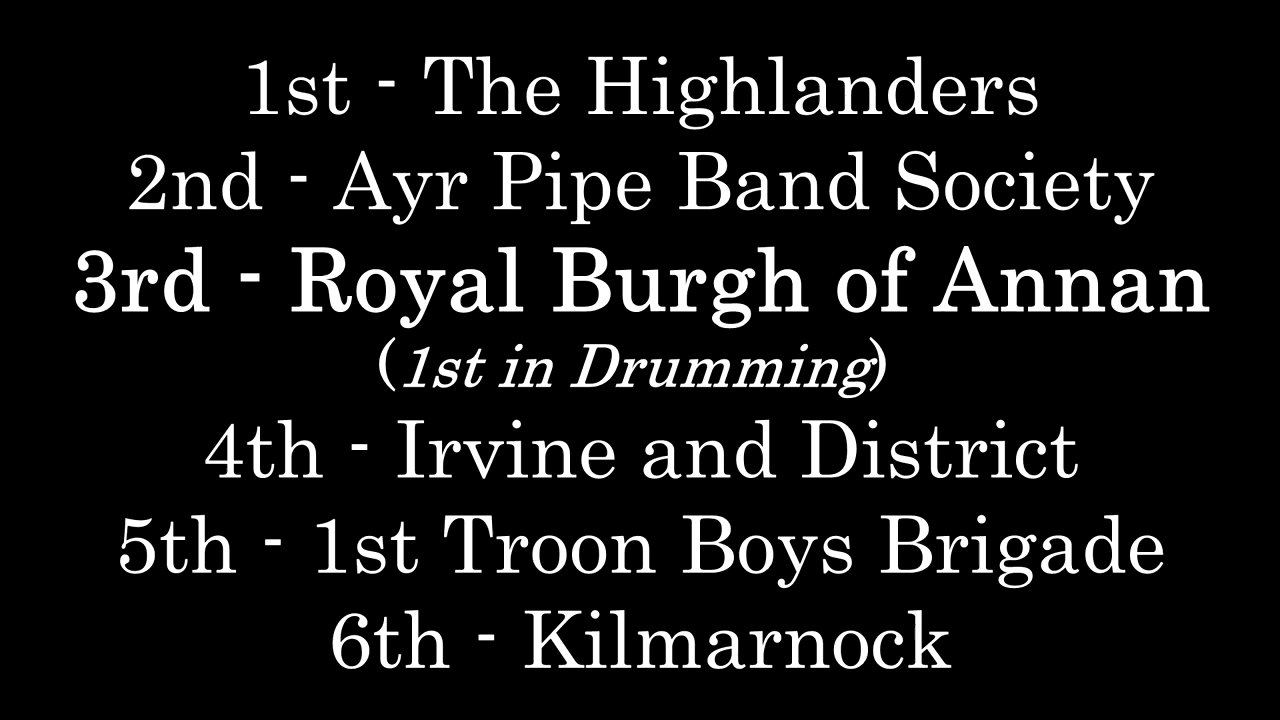 1st - The Highlanders
2nd - Ayr Pipe Band Society
3rd - Royal Burgh of Annan
(1st in Drumming)
4th - Irvine and District
5th - 1st Troon Boys Brigade
6th - Kilmarnock